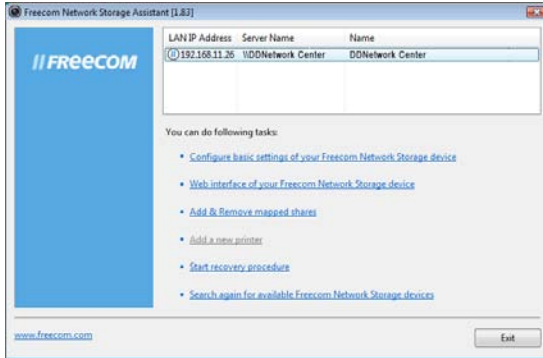 Freecom Network Storage Assistant [1.83]
FREECOM
LAN IP Address Server Name Name
192.168.11.26 \\DDNetwork Center DDNetwork Center
You can do following tasks:
Configure basic settings of your Freecom Network Storage device
Web interface of your Freecom Network Storage device
Add & Remove mapped shares
Add a new printer
Start recovery procedure
Search again for available Freecom Network Storage devices
www.freecom.com
Exit